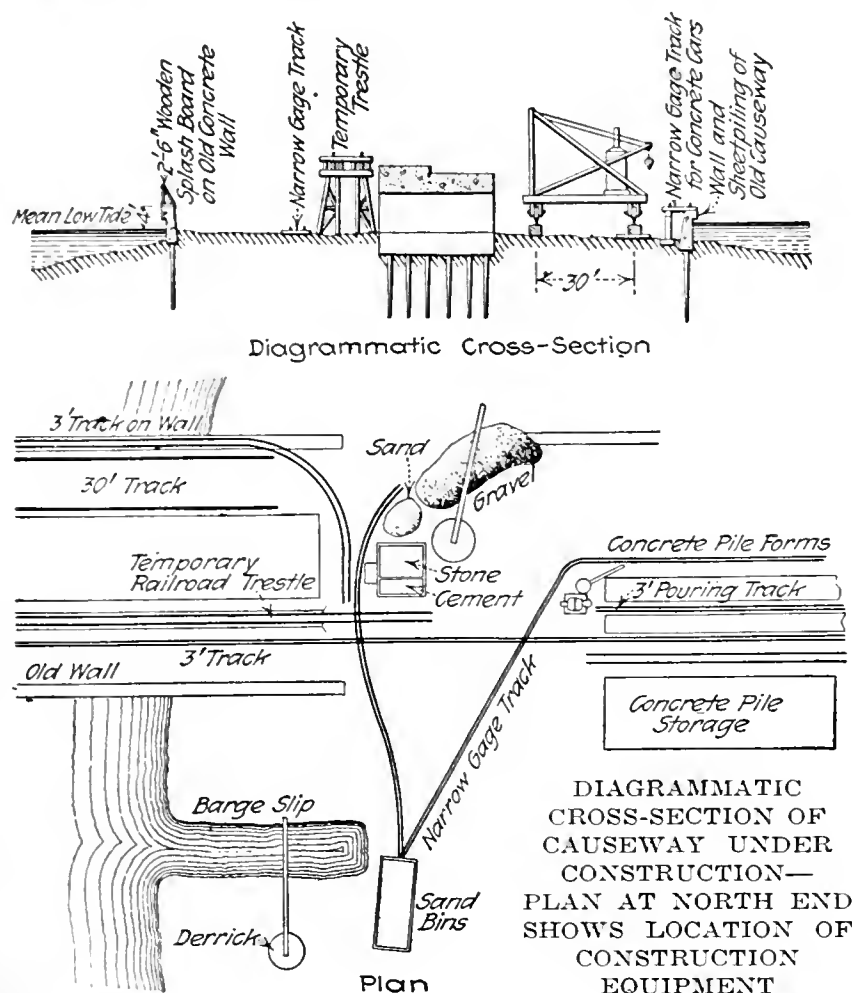 2'-6" Wooden
Splash Board
on Old Concrete
Wall
Narrow Gage Track
Temporary
Trestle
Narrow Gage Track
for Concrete Cars
Wall and
Sheetpiling of
Old Causeway
Mean Low Tide
30'
Diagrammatic Cross-Section
3' Track on Wall
Sand
Gravel
30' Track
Temporary
Railroad Trestle
Stone
Cement
Concrete Pile Forms
3' Pouring Track
3' Track
Old Wall
Narrow Gage Track
Concrete Pile
Storage
Barge Slip
Derrick
Sand
Bins
Plan
DIAGRAMMATIC
CROSS-SECTION OF
CAUSEWAY UNDER
CONSTRUCTION—
PLAN AT NORTH END
SHOWS LOCATION OF
CONSTRUCTION
EQUIPMENT